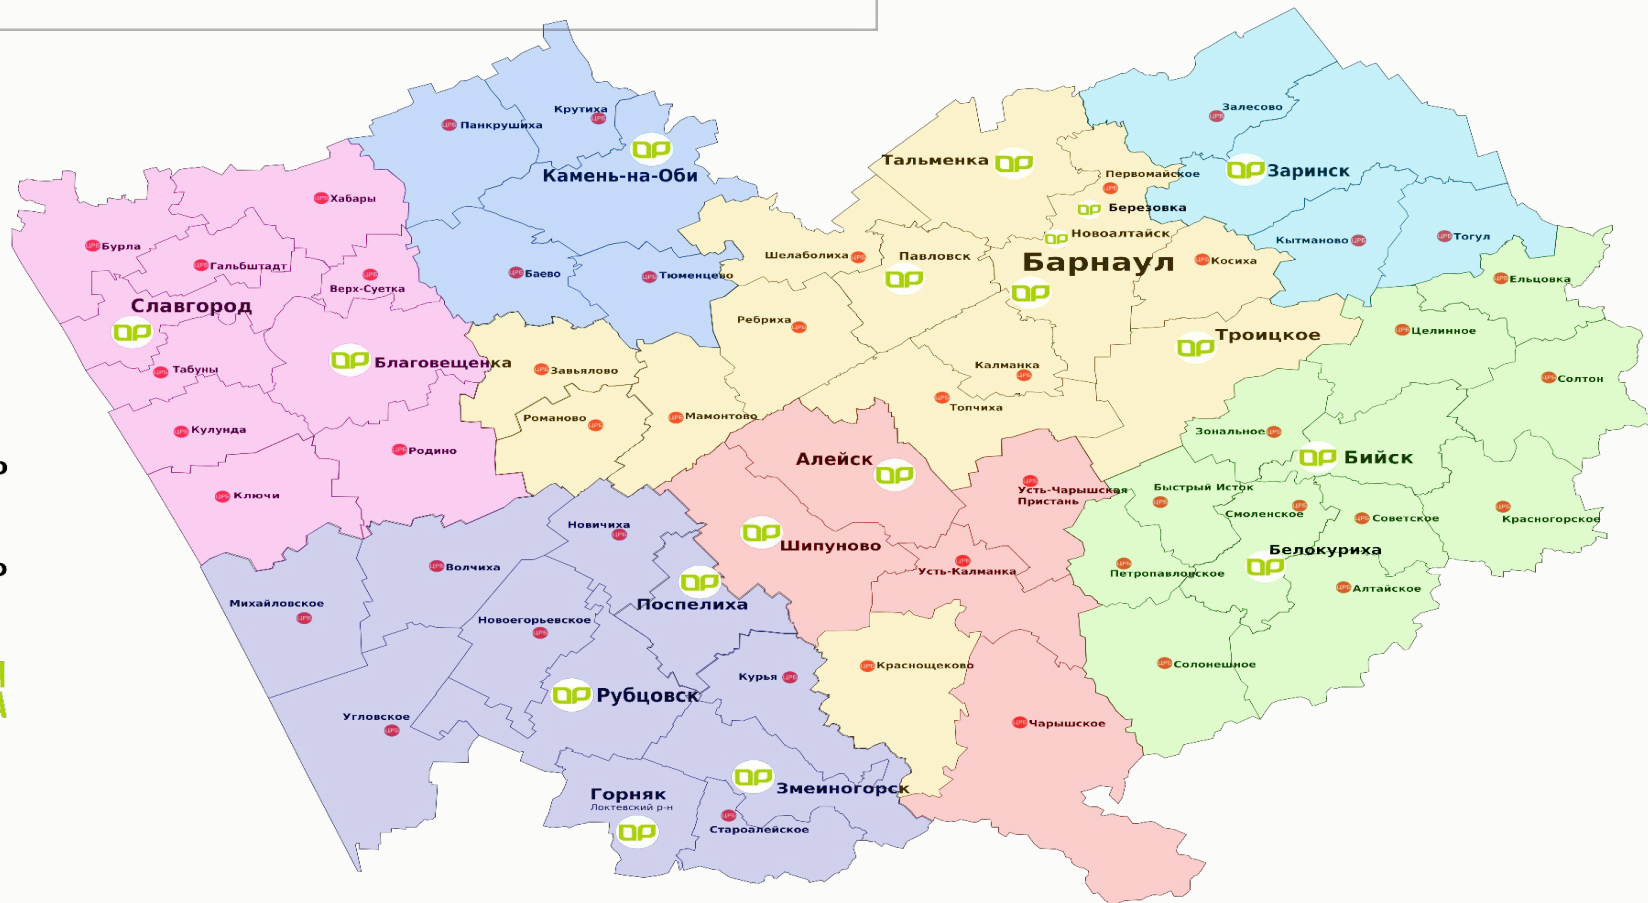 Залесово
Крутиха
Панкрушиха
Тальменка
Заринск
Камень-на-Оби
Первомайское
Хабары
Березовка
Новоалтайск
Тогул
Кытманово
Бурла
Шелаболиха
Павловск
Барнаул
Косиха
Гальбштадт
Баево
Тюменцево
Ельцовка
Верх-Суетка
Славгород
Ребриха
Целинное
Троицкое
Благовещенка
Завьялово
Калманка
Табуны
Солтон
Топчиха
Романово
Мамонтово
Кулунда
Зональное
Родино
Алейск
Бийск
о
Усть-Чарышская
Пристань
Быстрый Исток
Ключи
Смоленское
Советское
Красногорское
Новичиха
Шипуново
Белокуриха
Волчиха
о
Усть-Калманка
Петропавловское
Алтайское
Михайловское
Поспелиха
Новоегорьевское
Краснощеково
Солонешное
Курья
Рубцовск
Угловское
Чарышское
Змеиногорск
Горняк
Локтевский р-н
Староалейское